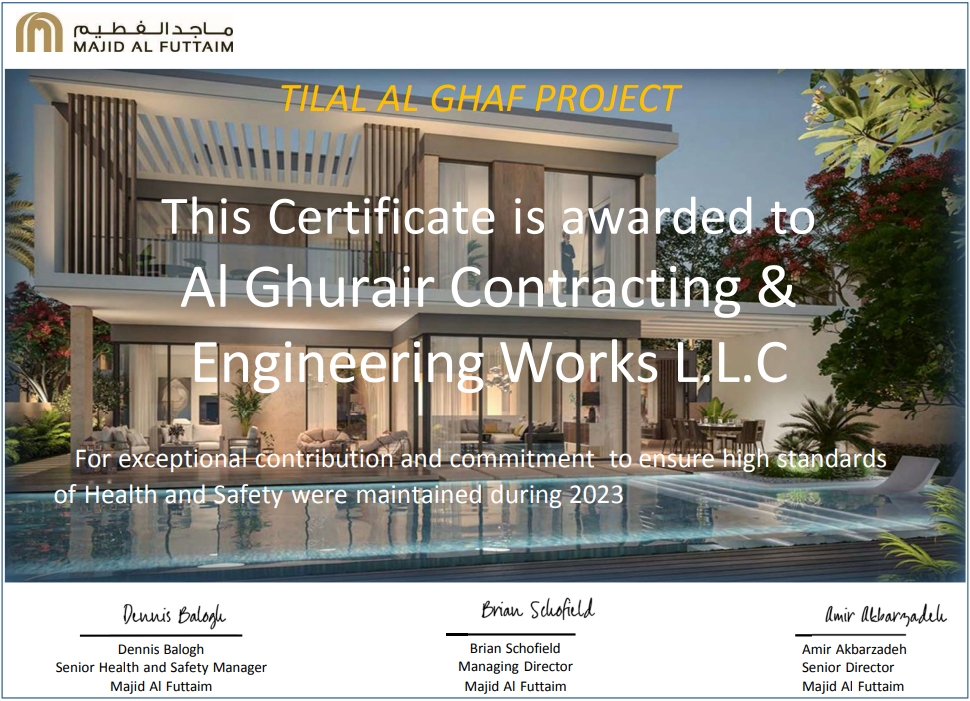 ماجد الفطيم
MAJID AL FUTTAIM
TILAL AL GHAF PROJECT
This Certificate is awarded to
Al Ghurair Contracting &
Engineering Works L.L.C
For exceptional contribution and commitment to ensure high standards
of Health and Safety were maintained during 2023
Dennis Balogh
Brian Schofield
Amir Akbarzadeh
Dennis Balogh
Senior Health and Safety Manager
Majid Al Futtaim
Brian Schofield
Managing Director
Majid Al Futtaim
Amir Akbarzadeh
Senior Director
Majid Al Futtaim